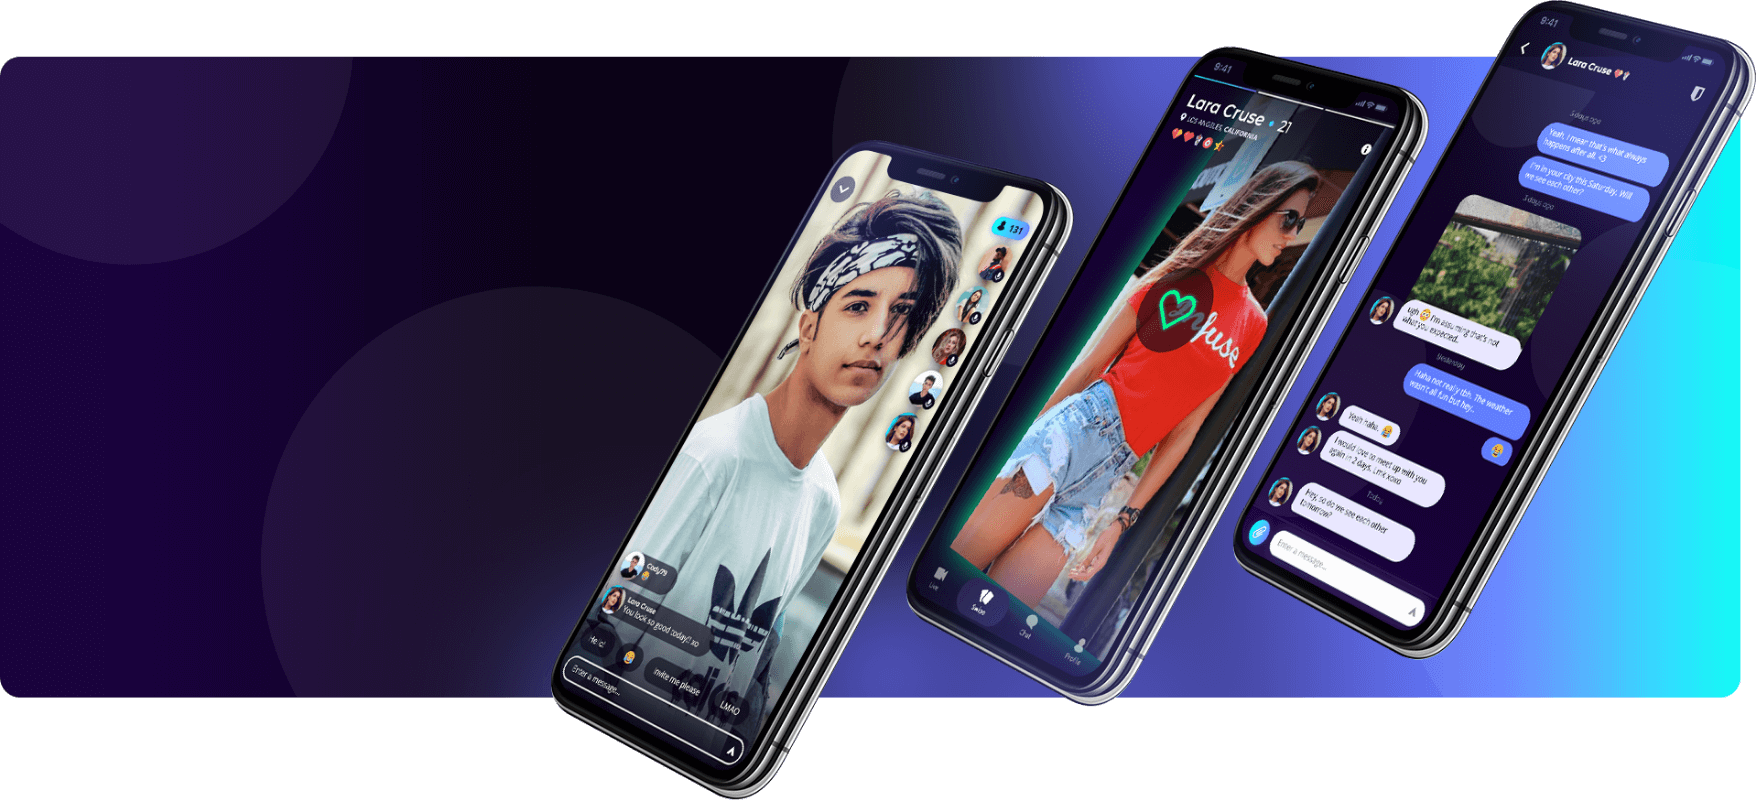 131
Cody79
Lara Cruse
You look so good today!! xo
Invite me please
Enter a message...
LMAO
9:41
Lara Cruse • 21
LOS ANGELES, CALIFORNIA
fuse
Live
Swipe
Chat
Profile
9:41
Lara Cruse
3 days ago
Yeah, I mean that's what always
happens after all. <3
I'm in your city this Saturday, Will
we see each other?
3 days ago
ugh 😳 I'm assuming that's not
what you expected..
Yesterday
Haha not really tbh. The weather
wasn't all fun but hey..
Yeah haha. 😂
I would love to meet up with you
again in 2 days. Lmk xoxo
Today
Hey, so do we see each other
tomorrow?
Enter a message...